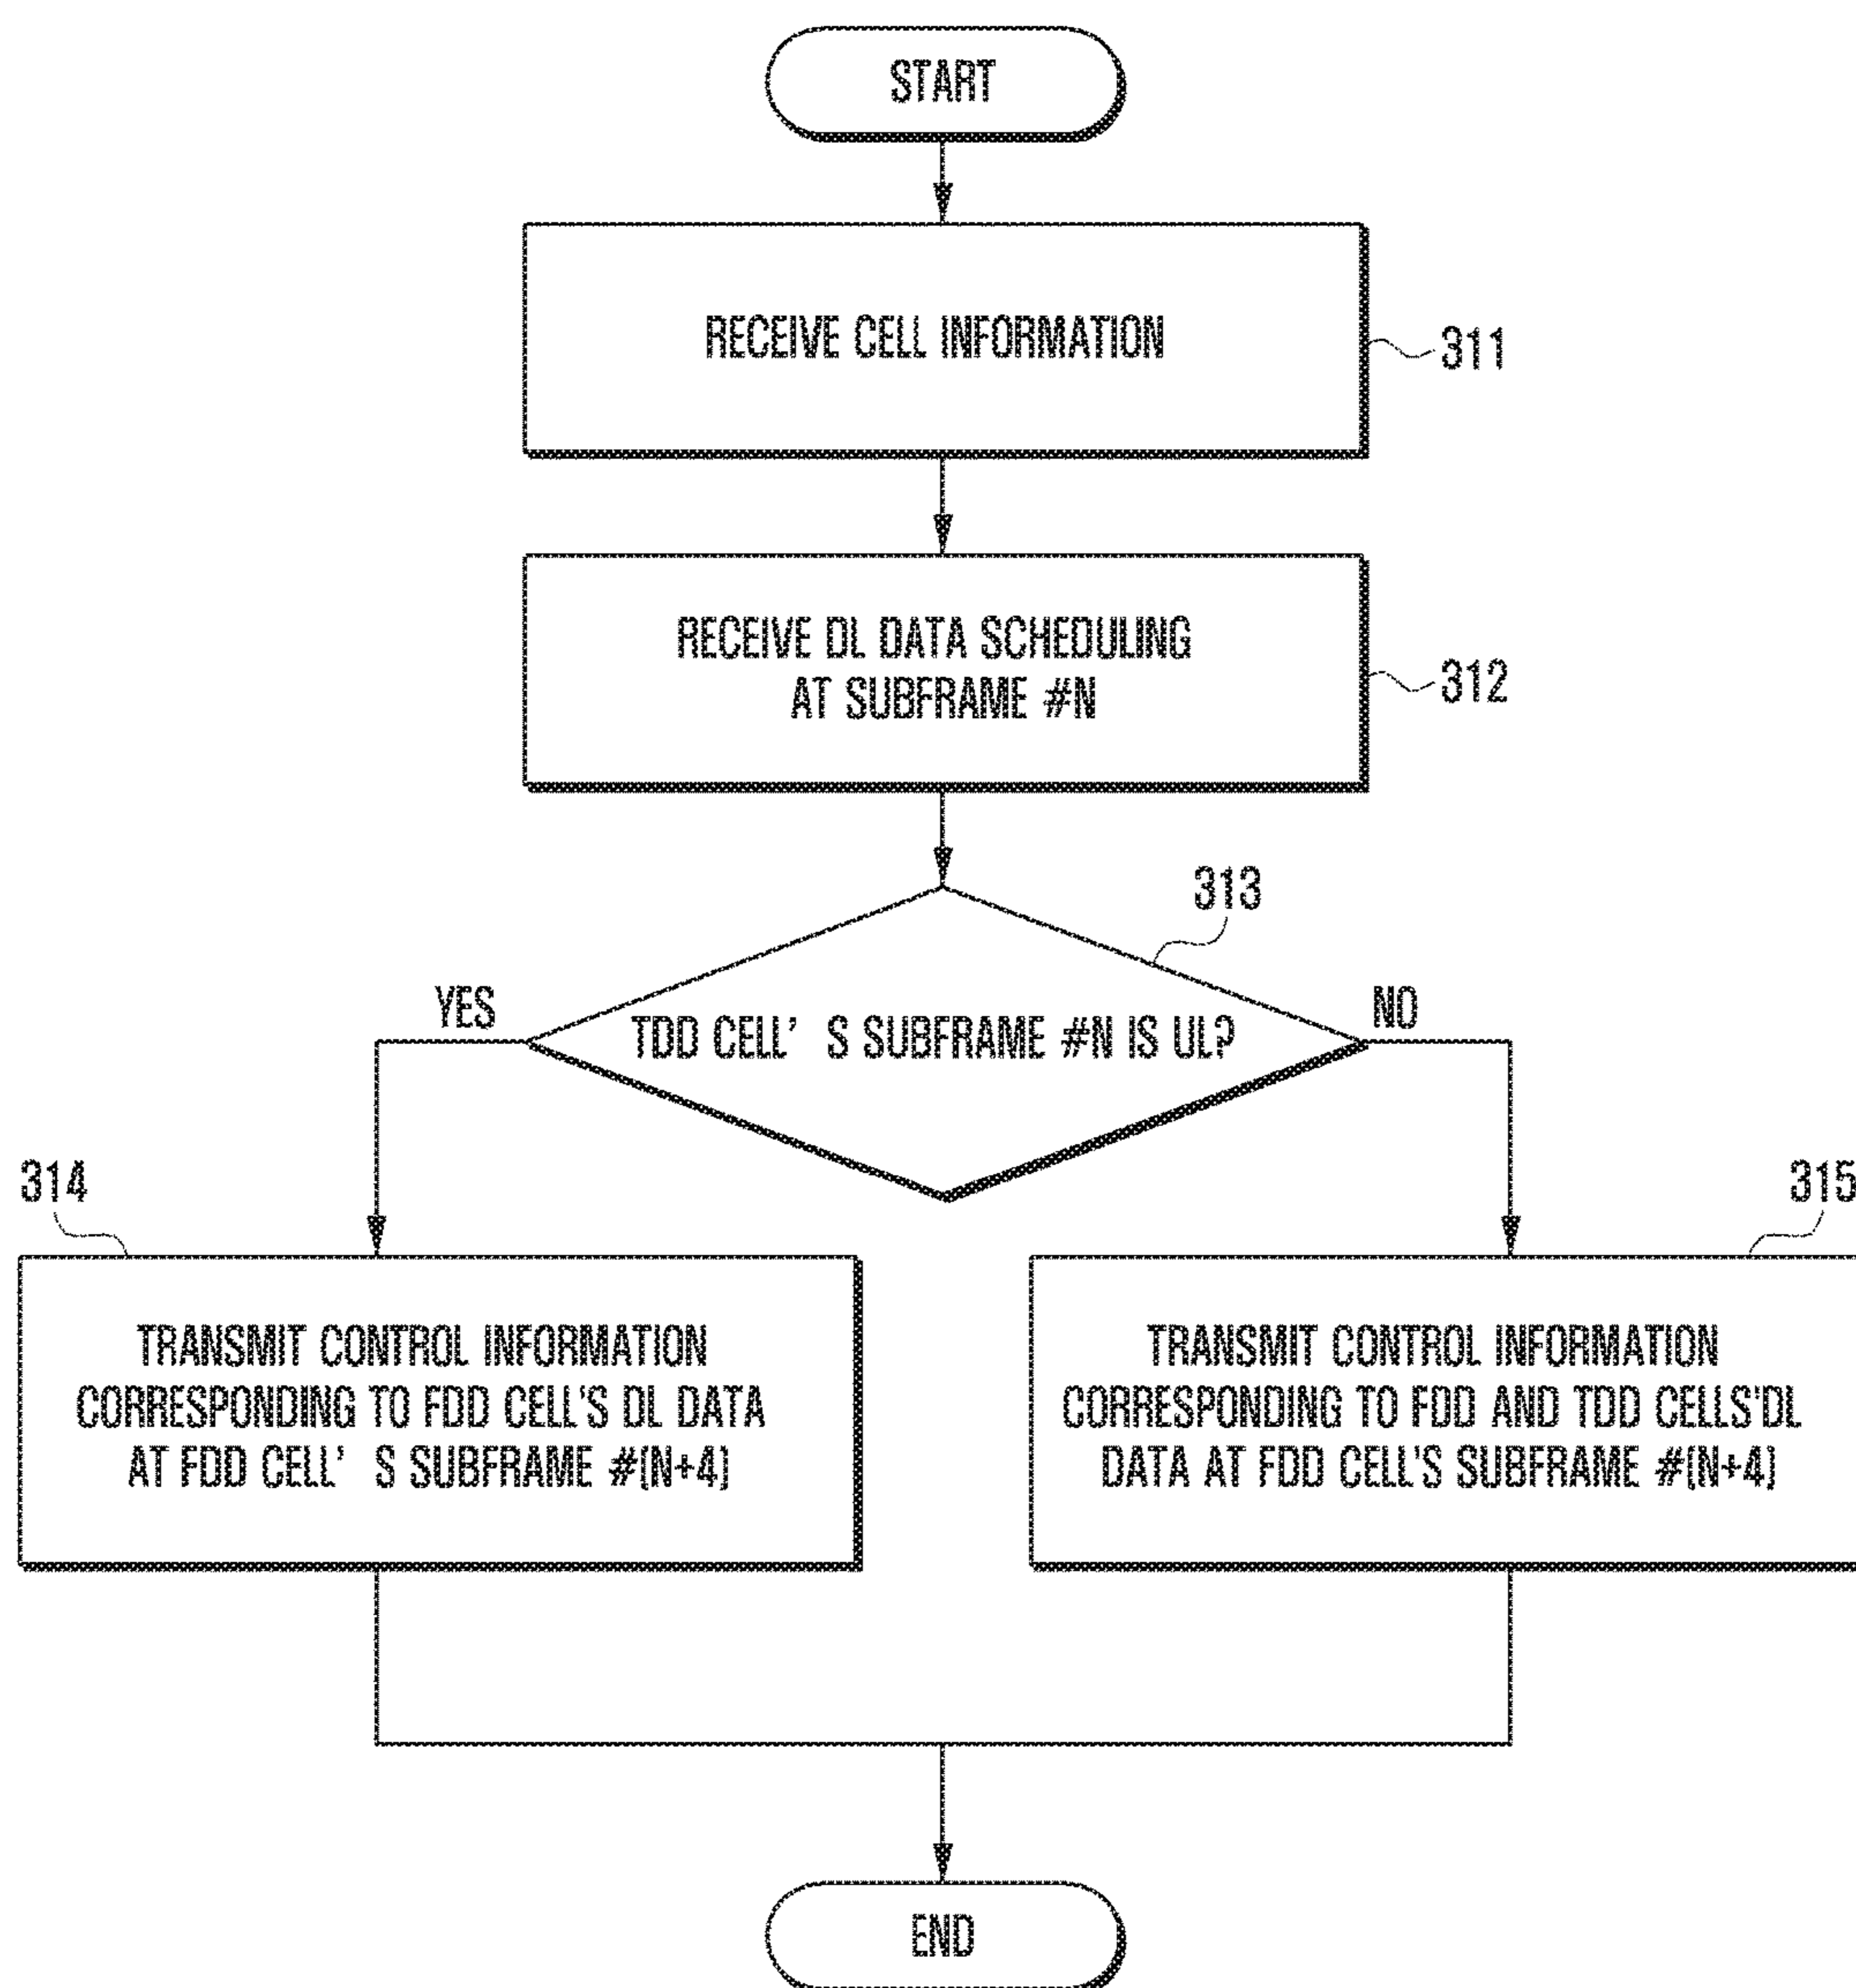 START
RECEIVE CELL INFORMATION
311
RECEIVE DL DATA SCHEDULING
AT SUBFRAME #N
312
313
YES
TDD CELL' S SUBFRAME #N IS UL?
NO
314
315
TRANSMIT CONTROL INFORMATION
CORRESPONDING TO FDD CELL'S DL DATA
AT FDD CELL' S SUBFRAME #(N+4)
TRANSMIT CONTROL INFORMATION
CORRESPONDING TO FDD AND TDD CELLS'DL
DATA AT FDD CELL'S SUBFRAME #(N+4)
END